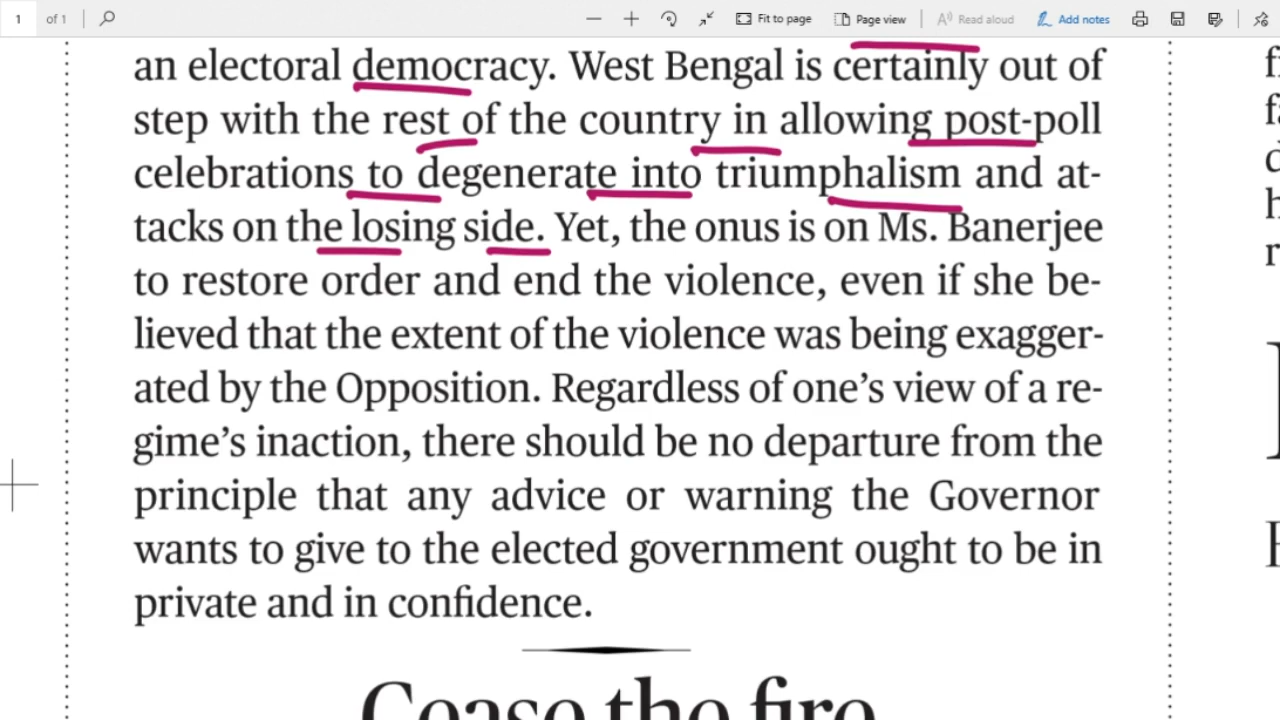 1 of 1 Fit to page Page view Read aloud Add notes
an electoral democracy. West Bengal is certainly out of
step with the rest of the country in allowing post-poll
celebrations to degenerate into triumphalism and at-
tacks on the losing side. Yet, the onus is on Ms. Banerjee
to restore order and end the violence, even if she be-
lieved that the extent of the violence was being exagger-
ated by the Opposition. Regardless of one’s view of a re-
gime’s inaction, there should be no departure from the
principle that any advice or warning the Governor
wants to give to the elected government ought to be in
private and in confidence.
Cease the fire